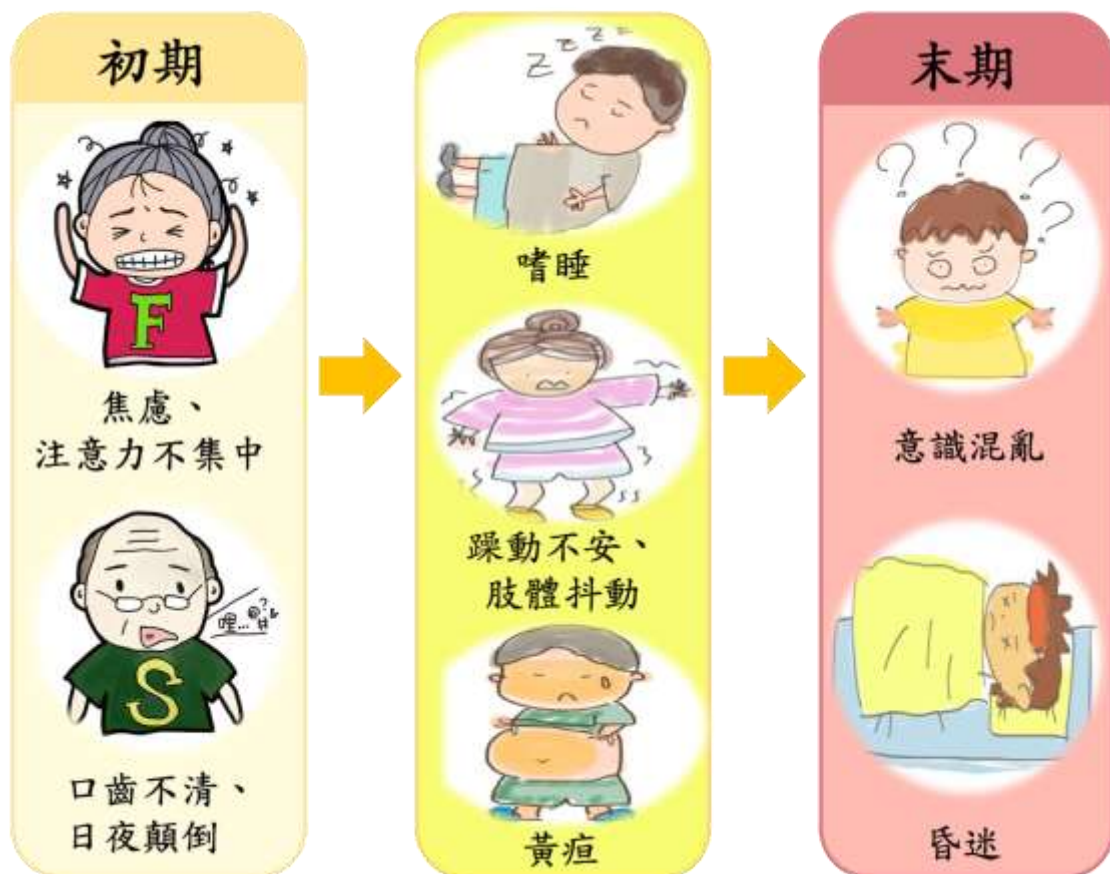 初期
F
焦慮、
注意力不集中
哩...@?#&
S
口齒不清、
日夜顛倒
Z Z Z Z Z
嗜睡
躁動不安、
肢體抖動
黃疸
末期
? ? ? ?
意識混亂
昏迷